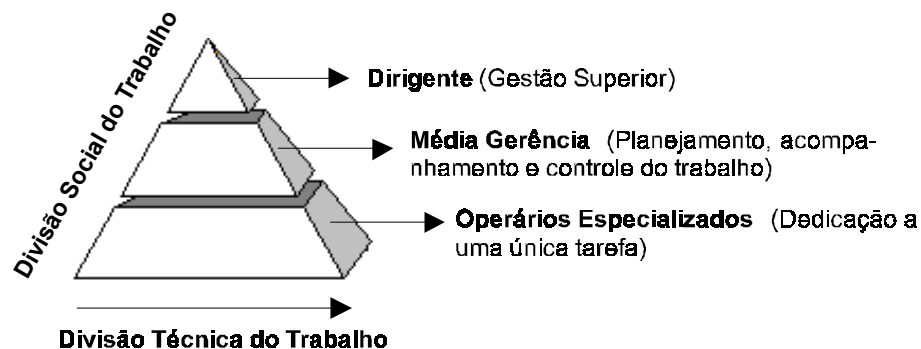 Divisão Social do Trabalho
Dirigente (Gestão Superior)
Média Gerência (Planejamento, acompa-
nhamento e controle do trabalho)
Operários Especializados (Dedicação a
uma única tarefa)
Divisão Técnica do Trabalho